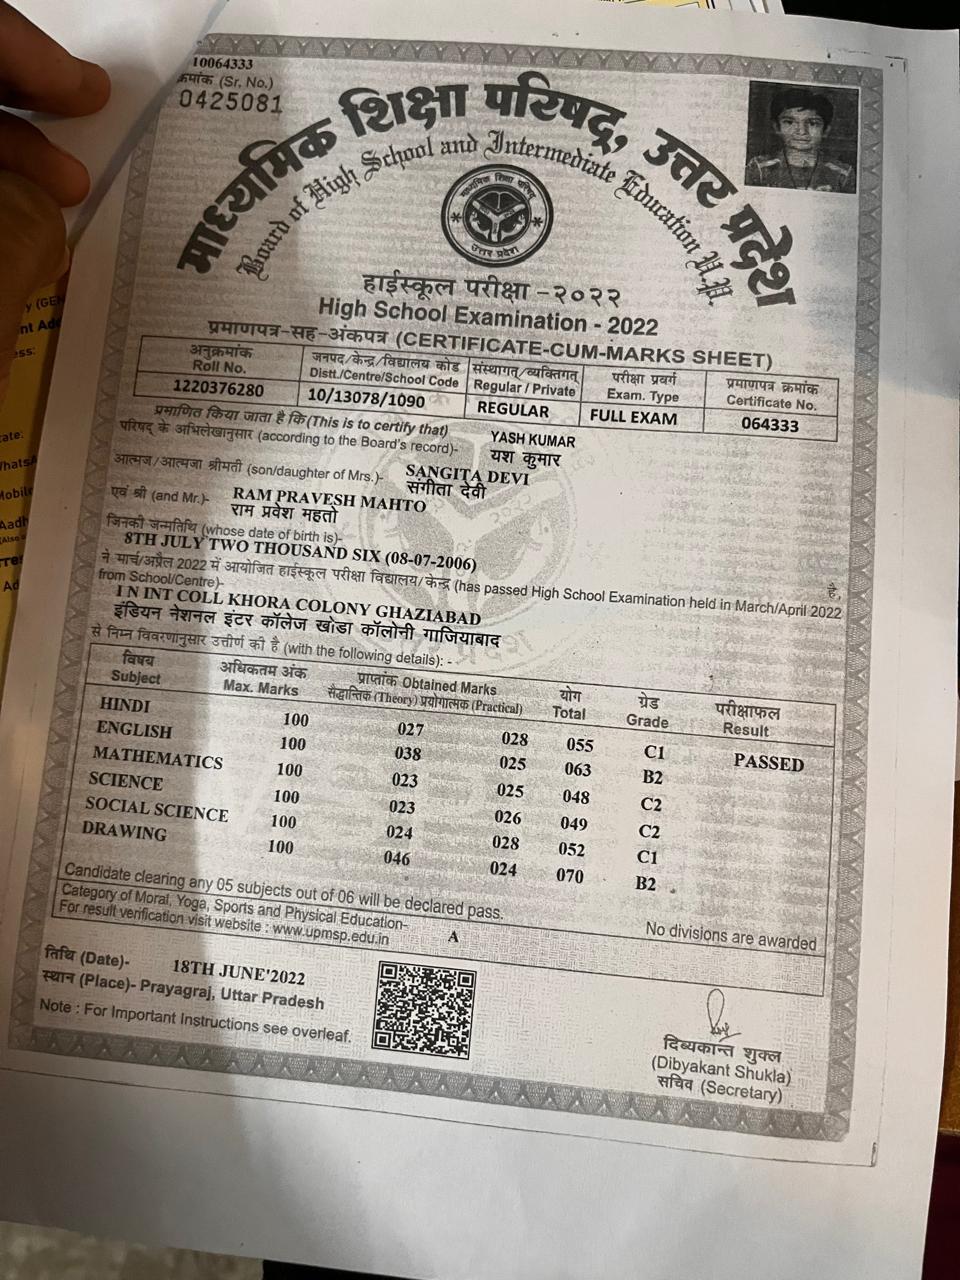 10064333
क्रमांक (Sr. No.)
0425081
माध्यमिक शिक्षा परिषद्, उत्तर प्रदेश
Board of High School and Intermediate Education U.P.
माध्यमिक शिक्षा परिषद्
उत्तर प्रदेश
हाईस्कूल परीक्षा -२०२२
High School Examination - 2022
प्रमाणपत्र-सह-अंकपत्र (CERTIFICATE-CUM-MARKS SHEET)
अनुक्रमांक जनपद/केन्द्र/विद्यालय कोड संस्थागत्/व्यक्तिगत् परीक्षा प्रवर्ग प्रमाणपत्र क्रमांक
Roll No. Distt./Centre/School Code Regular / Private Exam. Type Certificate No.
1220376280 10/13078/1090 REGULAR FULL EXAM 064333
प्रमाणित किया जाता है कि(This is to certify that)
परिषद् के अभिलेखानुसार (according to the Board's record)- YASH KUMAR
यश कुमार
आत्मज/आत्मजा श्रीमती (son/daughter of Mrs.)- SANGITA DEVI
संगीता देवी
एवं श्री (and Mr.)- RAM PRAVESH MAHTO
राम प्रवेश महतो
जिनकी जन्मतिथि (whose date of birth is)-
8TH JULY TWO THOUSAND SIX (08-07-2006) है,
ने मार्च/अप्रैल 2022 में आयोजित हाईस्कूल परीक्षा विद्यालय/केन्द्र (has passed High School Examination held in March/April 2022
from School/Centre)-
I N INT COLL KHORA COLONY GHAZIABAD
इंडियन नेशनल इंटर कॉलेज खोडा कॉलोनी गाजियाबाद
से निम्न विवरणानुसार उत्तीर्ण की है (with the following details): -
विषय अधिकतम अंक प्राप्तांक Obtained Marks योग ग्रेड परीक्षाफल
Subject Max. Marks सैद्धान्तिक (Theory) प्रयोगात्मक (Practical) Total Grade Result
HINDI 100 027 028 055 C1 PASSED
ENGLISH 100 038 025 063 B2
MATHEMATICS 100 023 025 048 C2
SCIENCE 100 023 026 049 C2
SOCIAL SCIENCE 100 024 028 052 C1
DRAWING 100 046 024 070 B2
Candidate clearing any 05 subjects out of 06 will be declared pass. No divisions are awarded
Category of Moral, Yoga, Sports and Physical Education- A
For result verification visit website : www.upmsp.edu.in
तिथि (Date)- 18TH JUNE'2022
स्थान (Place)- Prayagraj, Uttar Pradesh
Note : For Important Instructions see overleaf.
दिब्यकान्त शुक्ल
(Dibyakant Shukla)
सचिव (Secretary)